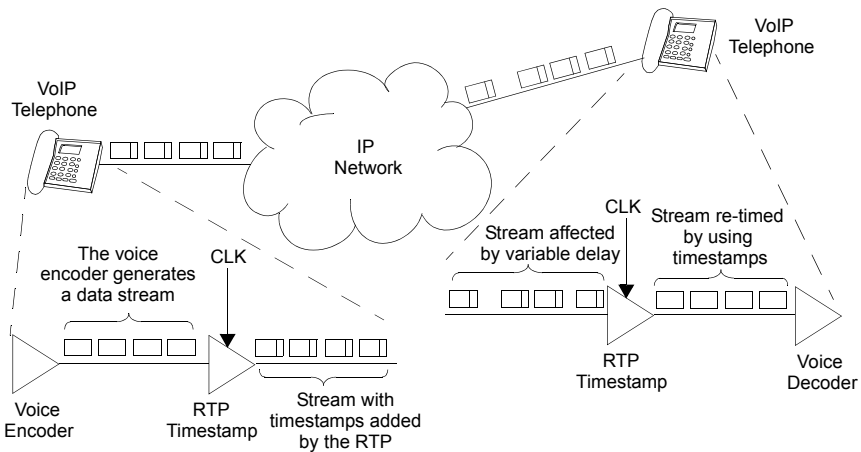 VoIP
Telephone
VoIP
Telephone
IP
Network
The voice
encoder generates
a data stream
CLK
Voice
Encoder
RTP
Timestamp
Stream with
timestamps added
by the RTP
Stream affected
by variable delay
CLK
Stream re-timed
by using
timestamps
RTP
Timestamp
Voice
Decoder